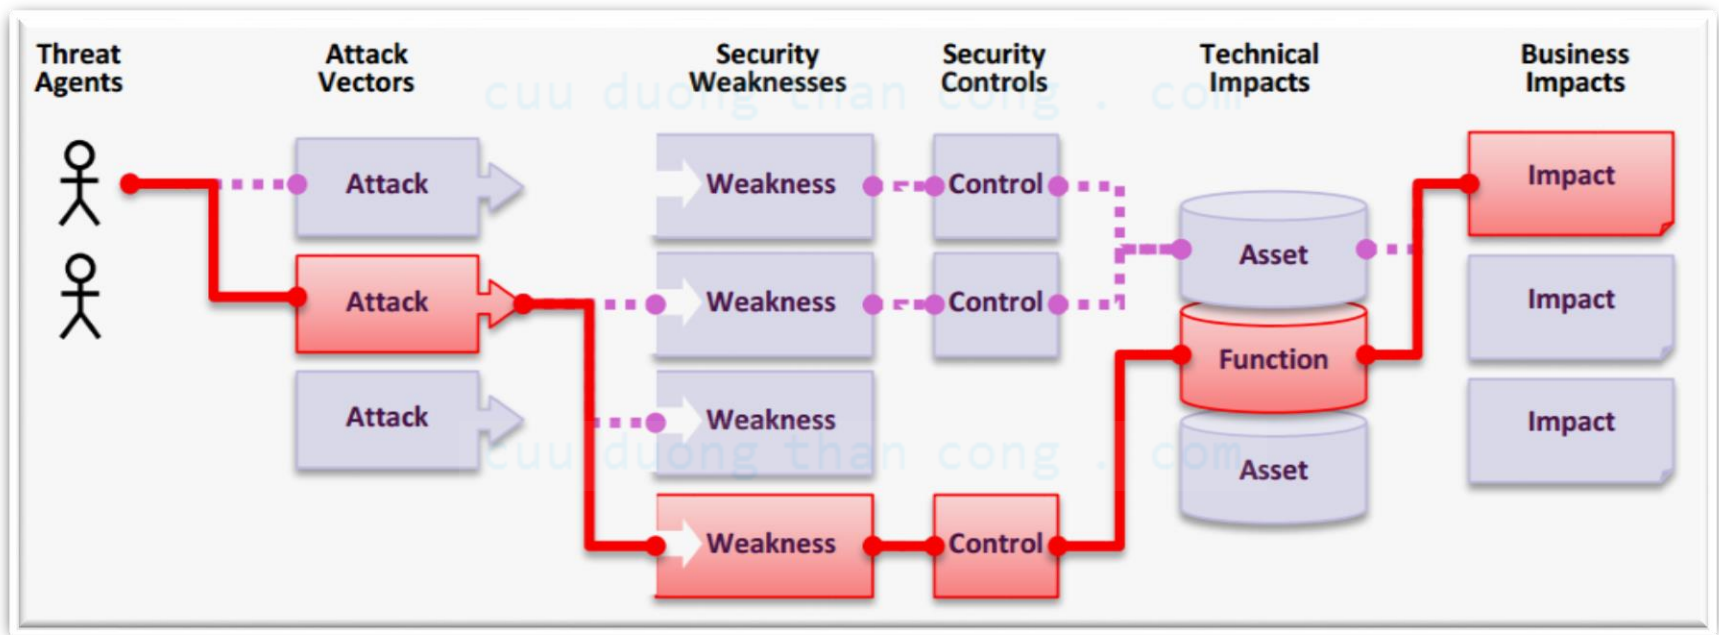 Threat
Agents
Attack
Vectors
Security
Weaknesses
Security
Controls
Technical
Impacts
Business
Impacts
cuu duong than cong . com
Attack
Weakness
Control
Impact
Asset
Attack
Weakness
Control
Impact
Function
Attack
Weakness
Impact
cuu duong than cong . com
Asset
Weakness
Control